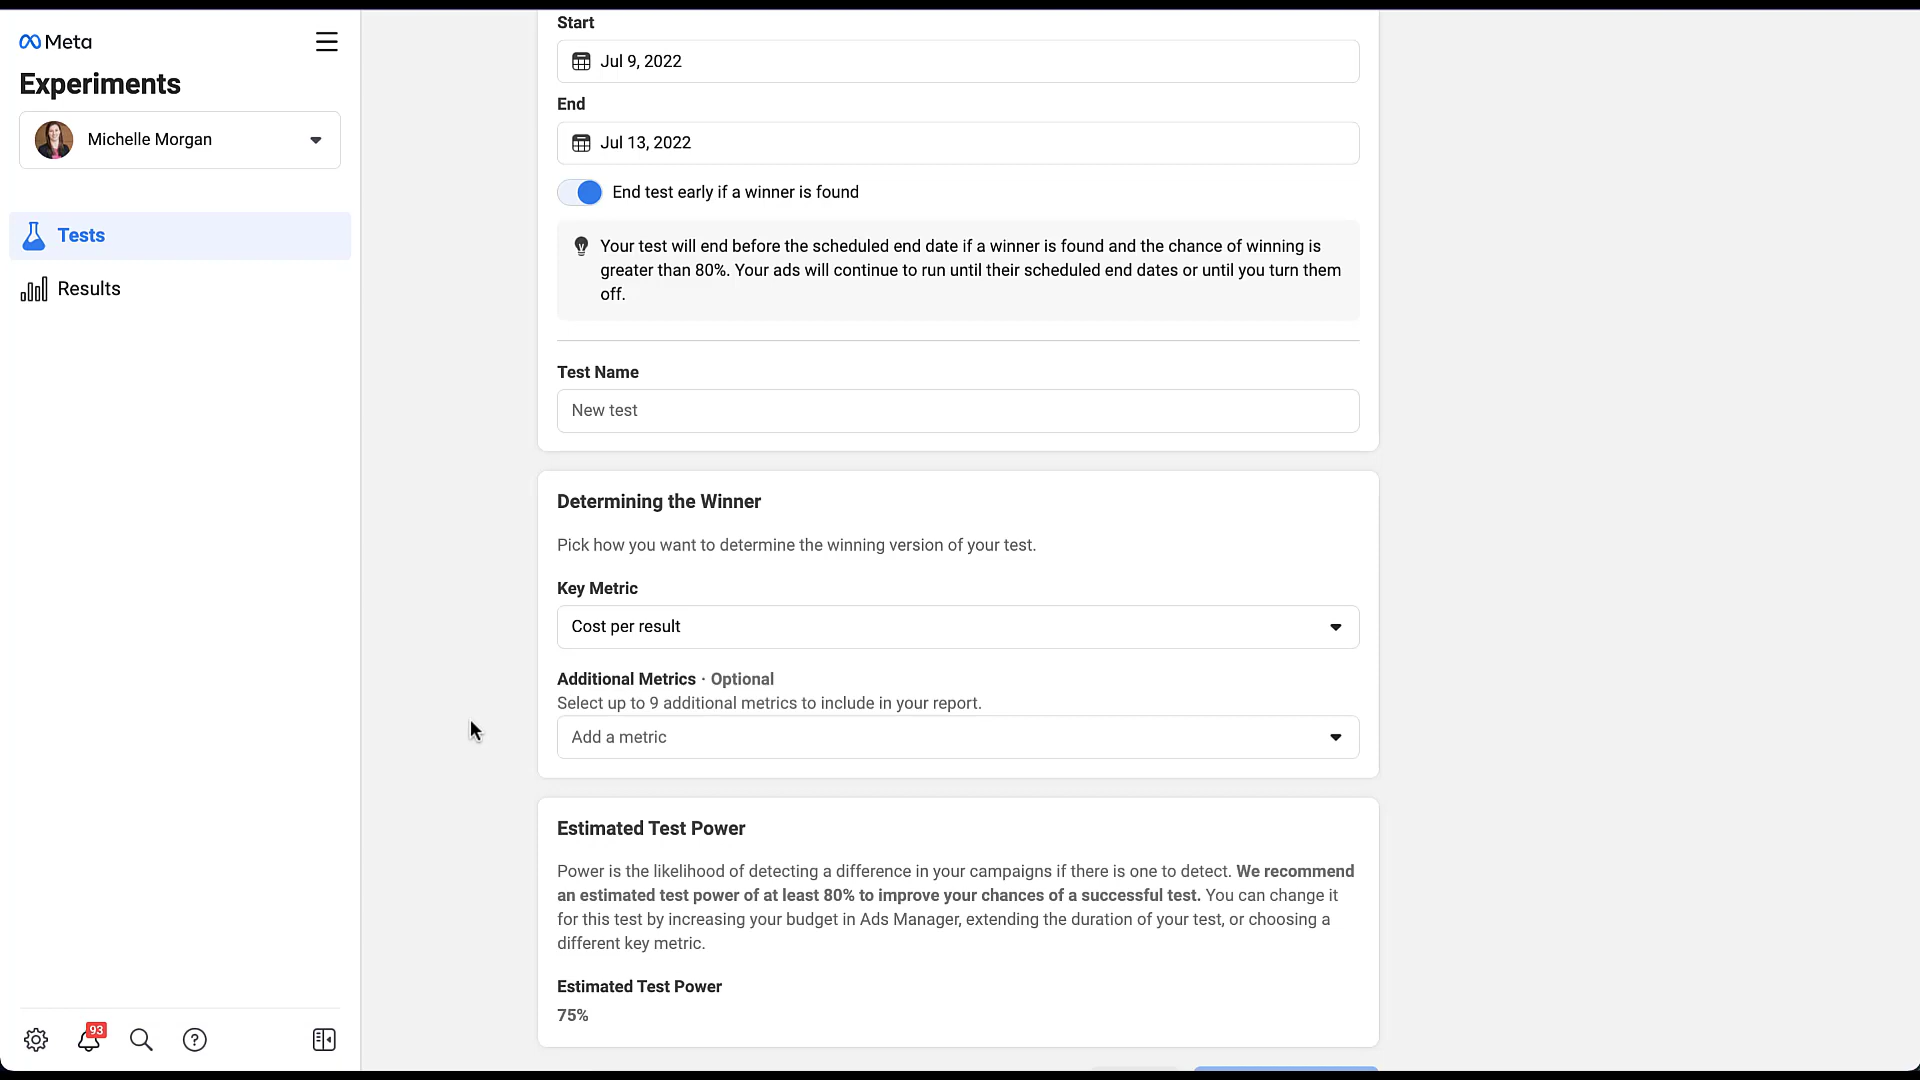 Meta
Experiments
Michelle Morgan
Tests
Results
93
Start
Jul 9, 2022
End
Jul 13, 2022
End test early if a winner is found
Your test will end before the scheduled end date if a winner is found and the chance of winning is
greater than 80%. Your ads will continue to run until their scheduled end dates or until you turn them
off.
Test Name
New test
Determining the Winner
Pick how you want to determine the winning version of your test.
Key Metric
Cost per result
Additional Metrics · Optional
Select up to 9 additional metrics to include in your report.
Add a metric
Estimated Test Power
Power is the likelihood of detecting a difference in your campaigns if there is one to detect. We recommend
an estimated test power of at least 80% to improve your chances of a successful test. You can change it
for this test by increasing your budget in Ads Manager, extending the duration of your test, or choosing a
different key metric.
Estimated Test Power
75%